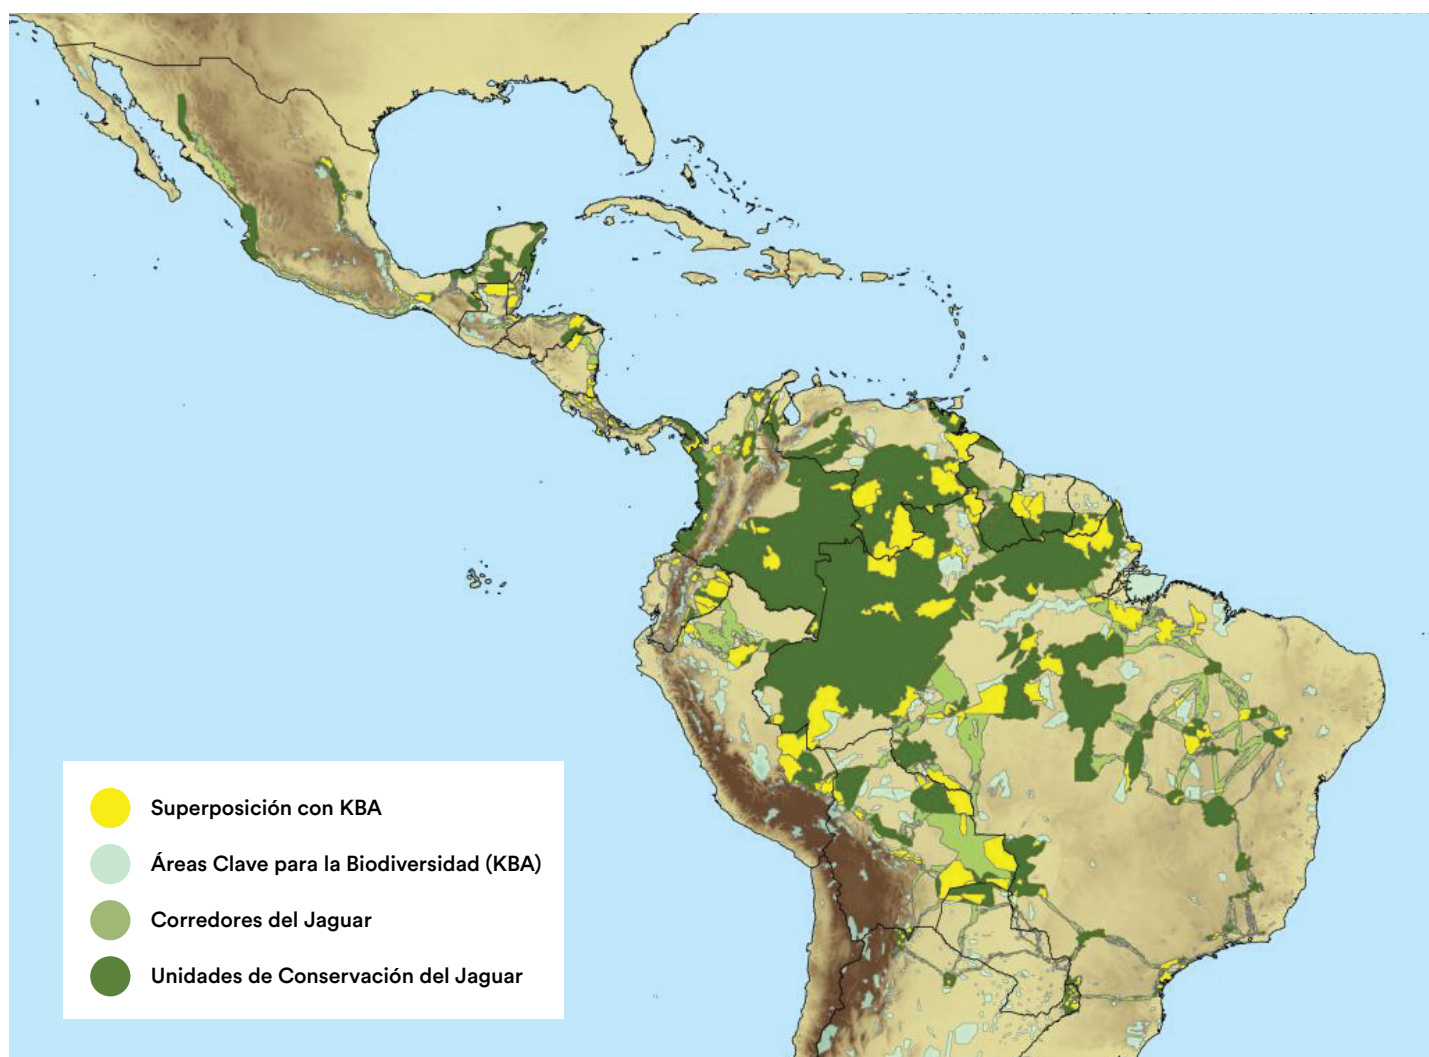 Superposición con KBA
Áreas Clave para la Biodiversidad (KBA)
Corredores del Jaguar
Unidades de Conservación del Jaguar